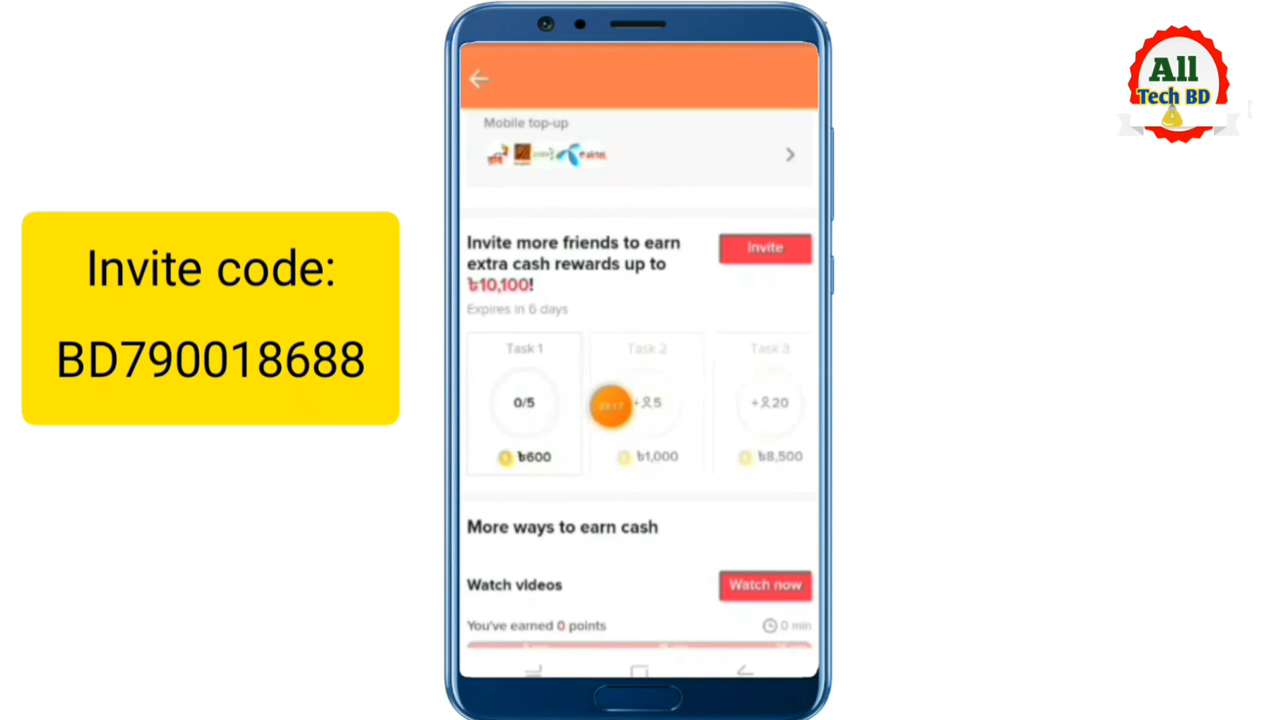 All
Tech BD
Invite code:
BD790018688
Mobile top-up
airtel
Invite more friends to earn
Invite
extra cash rewards up to
৳10,100!
Expires in 6 days
Task 1
Task 2
Task 3
0/5
+5
+20
৳600
৳1,000
৳8,500
More ways to earn cash
Watch videos
Watch now
You've earned 0 points
0 min